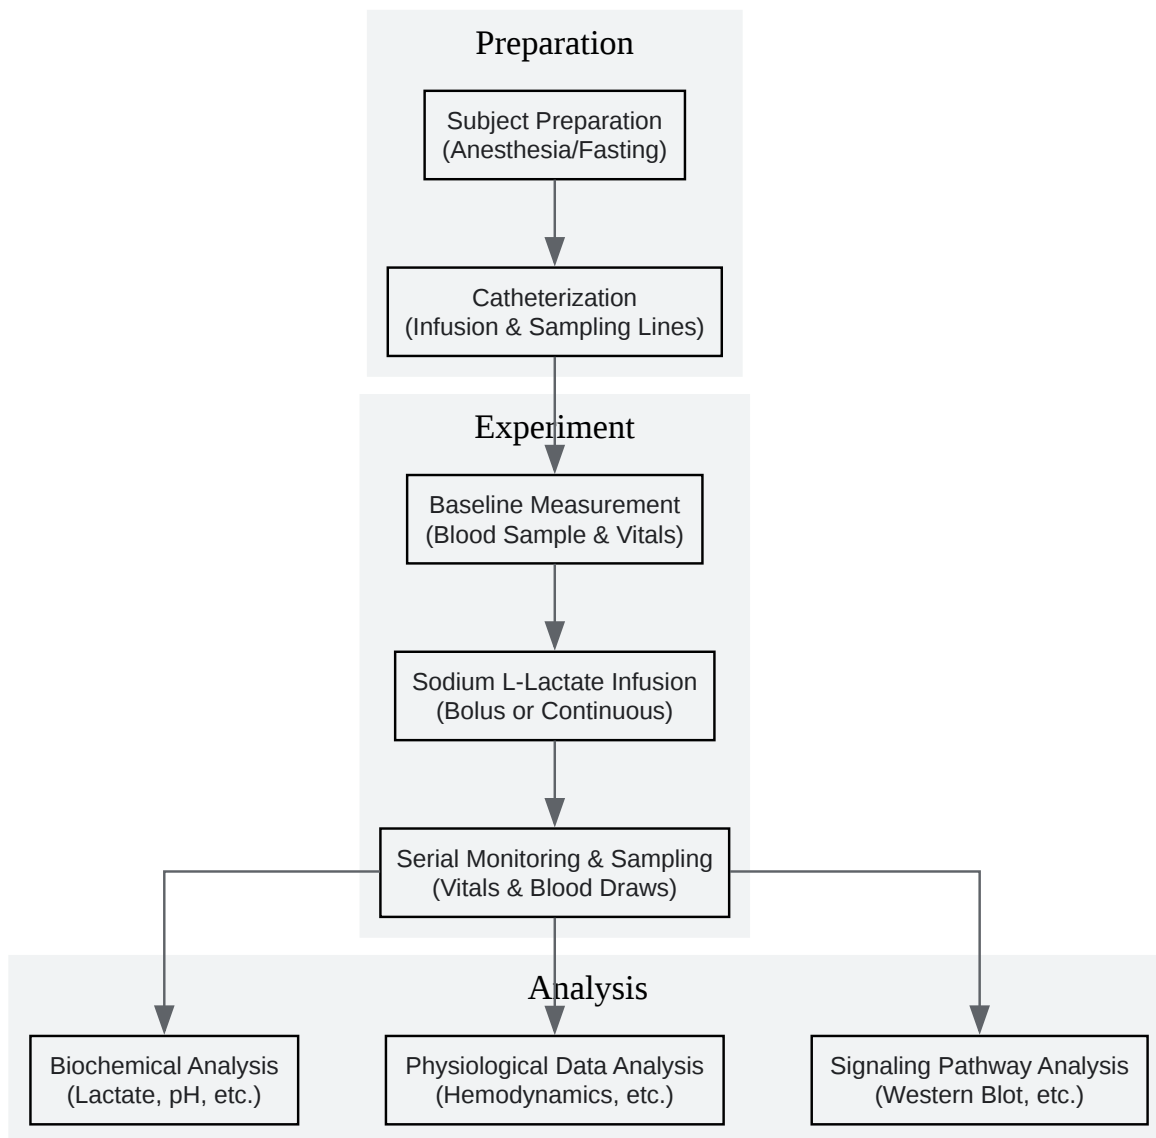 Preparation
Subject Preparation
(Anesthesia/Fasting)
Catheterization
(Infusion & Sampling Lines)
Experiment
Baseline Measurement
(Blood Sample & Vitals)
Sodium L-Lactate Infusion
(Bolus or Continuous)
Serial Monitoring & Sampling
(Vitals & Blood Draws)
Analysis
Biochemical Analysis
(Lactate, pH, etc.)
Physiological Data Analysis
(Hemodynamics, etc.)
Signaling Pathway Analysis
(Western Blot, etc.)